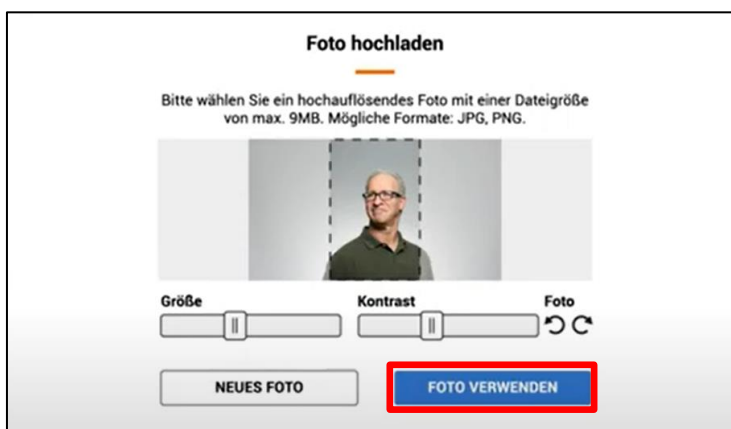 Foto hochladen
Bitte wählen Sie ein hochauflösendes Foto mit einer Dateigröße
von max. 9MB. Mögliche Formate: JPG, PNG.
Größe Kontrast Foto
NEUES FOTO FOTO VERWENDEN